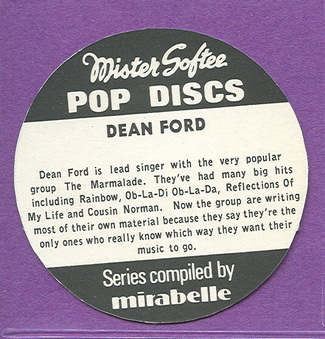 Mister Softee
POP DISCS
DEAN FORD
Dean Ford is lead singer with the very popular
group The Marmalade. They've had many big hits
including Rainbow, Ob-La-Di Ob-La-Da, Reflections Of
My Life and Cousin Norman. Now the group are writing
most of their own material because they say they're the
only ones who really know which way they want their
music to go.
Series compiled by
mirabelle